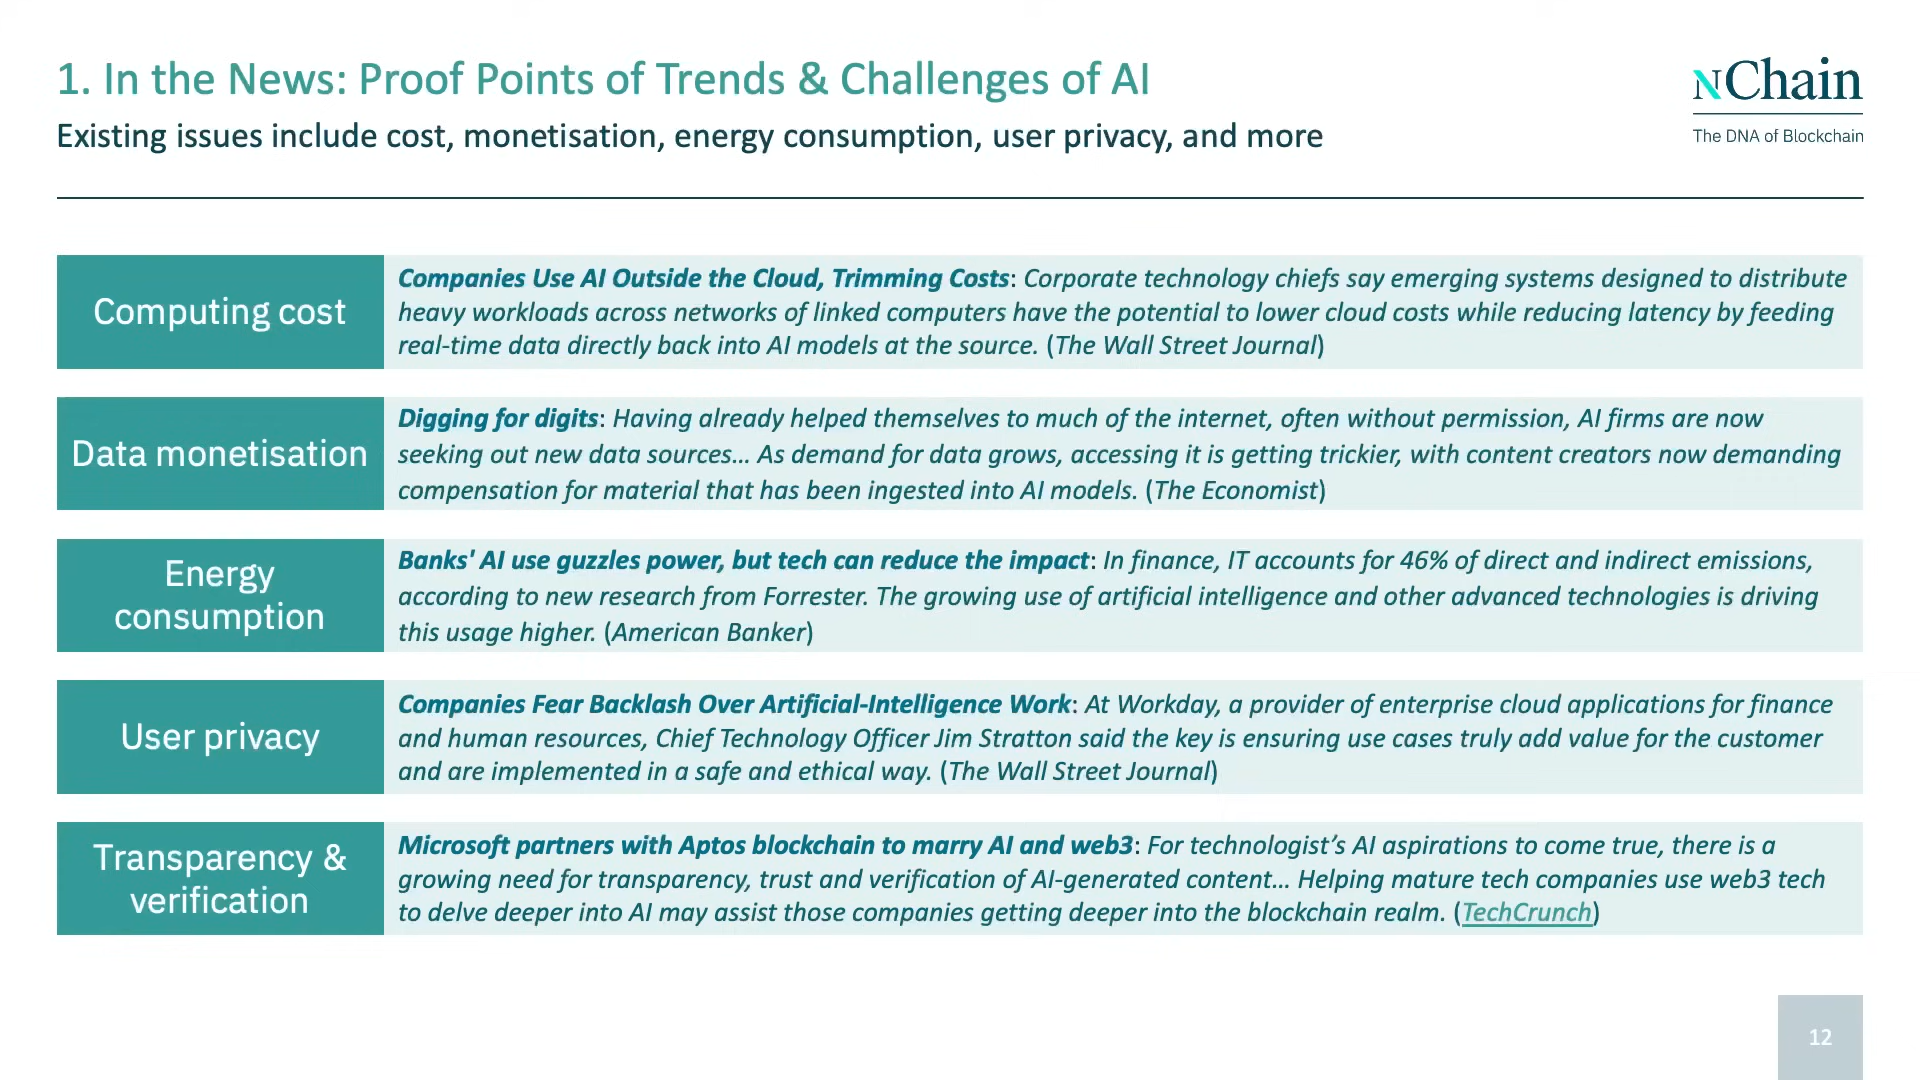 1. In the News: Proof Points of Trends & Challenges of AI
Existing issues include cost, monetisation, energy consumption, user privacy, and more
nChain
The DNA of Blockchain
Computing cost
Companies Use AI Outside the Cloud, Trimming Costs: Corporate technology chiefs say emerging systems designed to distribute
heavy workloads across networks of linked computers have the potential to lower cloud costs while reducing latency by feeding
real-time data directly back into AI models at the source. (The Wall Street Journal)
Data monetisation
Digging for digits: Having already helped themselves to much of the internet, often without permission, AI firms are now
seeking out new data sources… As demand for data grows, accessing it is getting trickier, with content creators now demanding
compensation for material that has been ingested into AI models. (The Economist)
Energy
consumption
Banks' AI use guzzles power, but tech can reduce the impact: In finance, IT accounts for 46% of direct and indirect emissions,
according to new research from Forrester. The growing use of artificial intelligence and other advanced technologies is driving
this usage higher. (American Banker)
User privacy
Companies Fear Backlash Over Artificial-Intelligence Work: At Workday, a provider of enterprise cloud applications for finance
and human resources, Chief Technology Officer Jim Stratton said the key is ensuring use cases truly add value for the customer
and are implemented in a safe and ethical way. (The Wall Street Journal)
Transparency &
verification
Microsoft partners with Aptos blockchain to marry AI and web3: For technologist’s AI aspirations to come true, there is a
growing need for transparency, trust and verification of AI-generated content… Helping mature tech companies use web3 tech
to delve deeper into AI may assist those companies getting deeper into the blockchain realm. (TechCrunch)
12